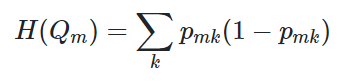 H(Q_m) = \sum_k p_{mk}(1 - p_{mk})